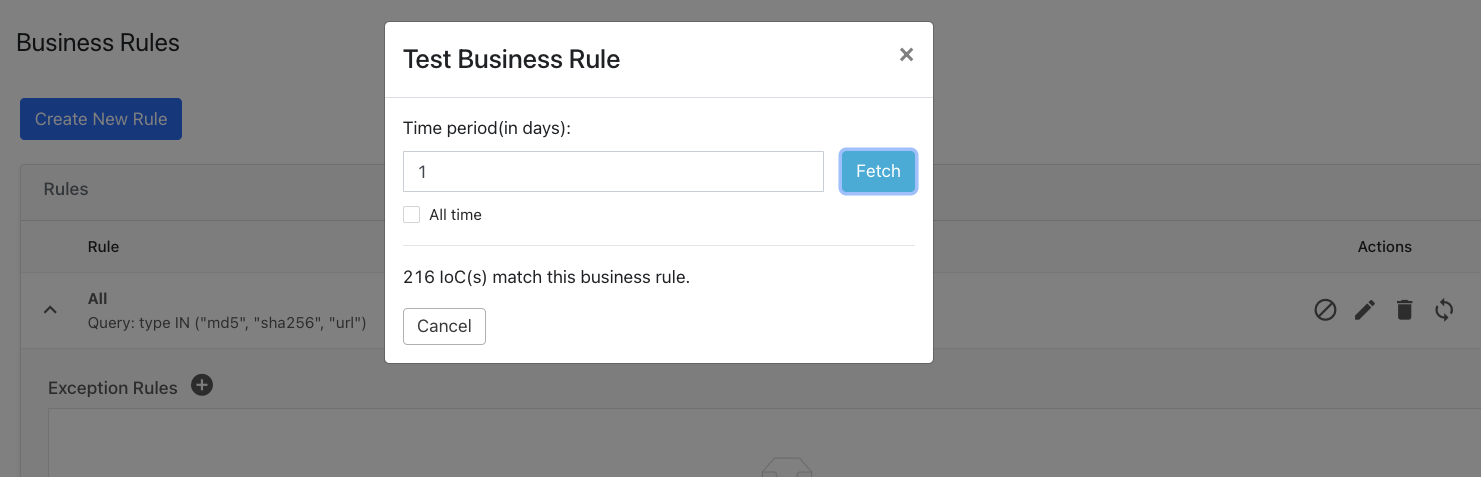 Business Rules
Create New Rule
Rules
Rule
Actions
All
Query: type IN ("md5", "sha256", "url")
Exception Rules
Test Business Rule
Time period(in days):
1
Fetch
All time
216 IoC(s) match this business rule.
Cancel